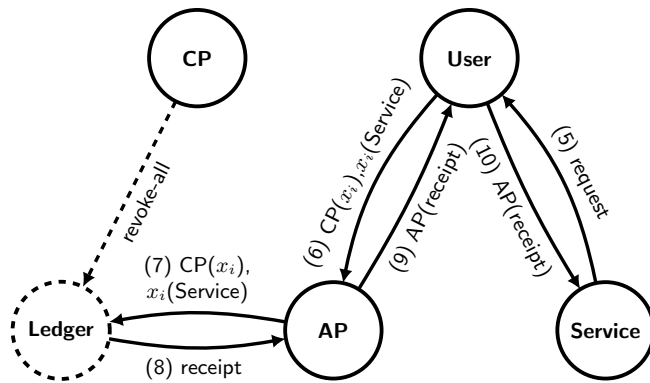 CP
User
revoke-all
(6) CP(x_i),x_i(Service)
(9) AP(receipt)
(10) AP(receipt)
(5) request
(7) CP(x_i),
x_i(Service)
Ledger
AP
Service
(8) receipt